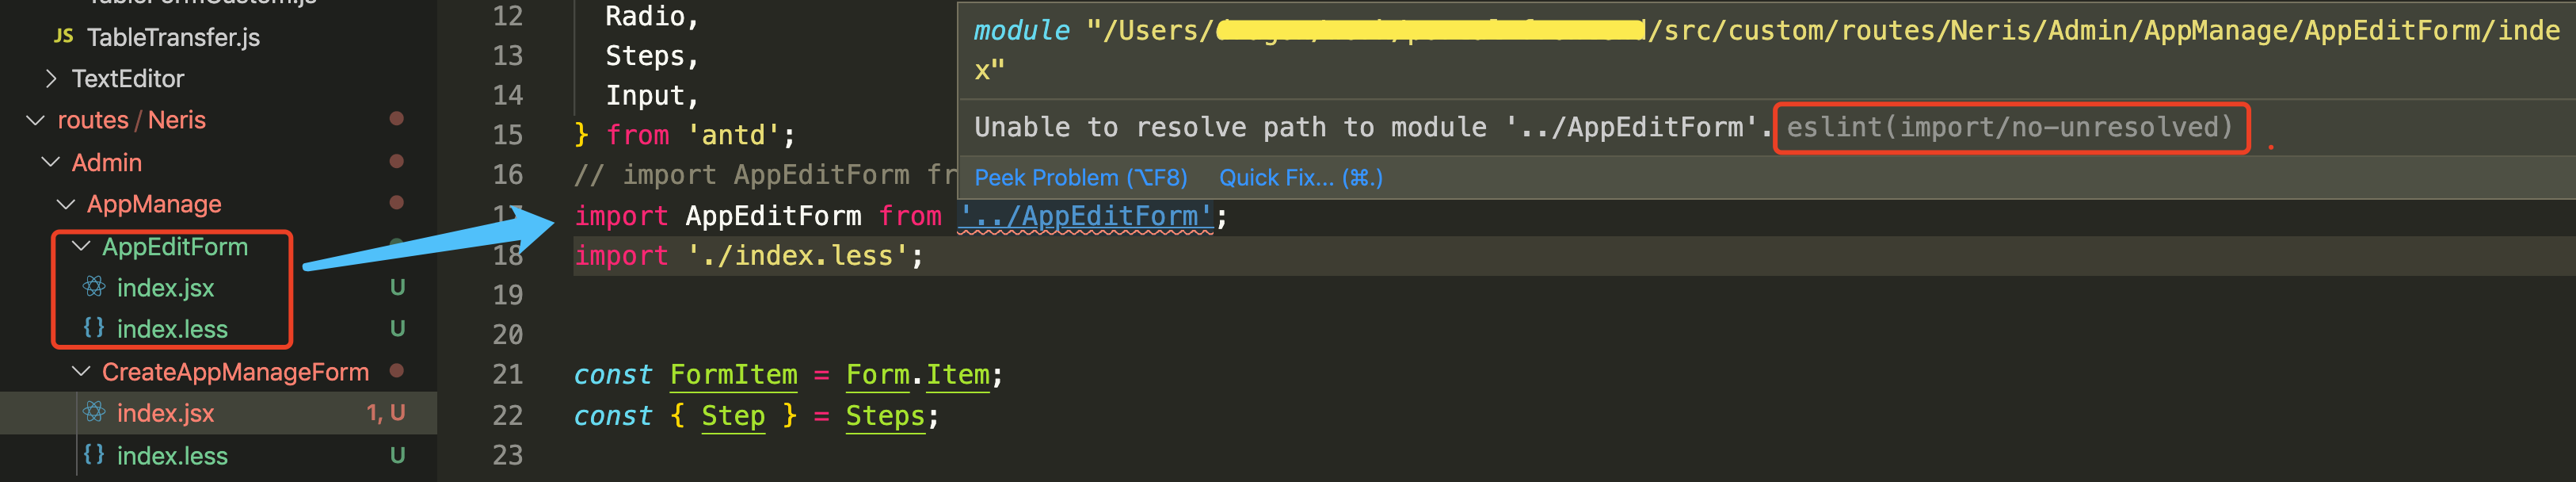 TableFormCustom.js
JS TableTransfer.js
TextEditor
routes / Neris
Admin
AppManage
AppEditForm
index.jsx U
{} index.less U
CreateAppManageForm
index.jsx 1, U
{} index.less U
12 Radio,
13 Steps,
14 Input,
15 } from 'antd';
16 // import AppEditForm fr
17 import AppEditForm from '../AppEditForm';
18 import './index.less';
19
20
21 const FormItem = Form.Item;
22 const { Step } = Steps;
23
module "/Users/ /src/custom/routes/Neris/Admin/AppManage/AppEditForm/inde
x"
Unable to resolve path to module '../AppEditForm'. eslint(import/no-unresolved)
Peek Problem (⌥F8) Quick Fix... (⌘.)